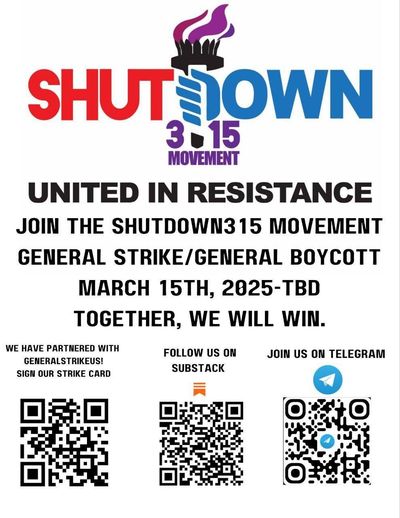 SHUTDOWN
3.15
MOVEMENT
UNITED IN RESISTANCE
JOIN THE SHUTDOWN315 MOVEMENT
GENERAL STRIKE/GENERAL BOYCOTT
MARCH 15TH, 2025-TBD
TOGETHER, WE WILL WIN.
WE HAVE PARTNERED WITH
GENERALSTRIKEUS!
SIGN OUR STRIKE CARD
FOLLOW US ON
SUBSTACK
JOIN US ON TELEGRAM